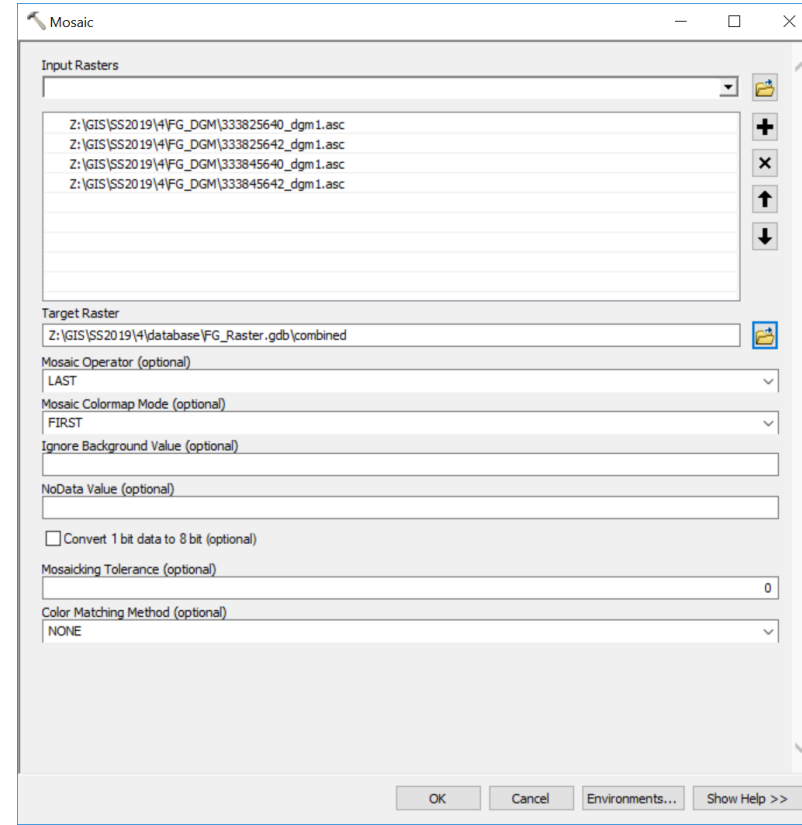 Mosaic
Input Rasters
Z:\GIS\SS2019\4\FG_DGM\333825640_dgm1.asc
Z:\GIS\SS2019\4\FG_DGM\333825642_dgm1.asc
Z:\GIS\SS2019\4\FG_DGM\333845640_dgm1.asc
Z:\GIS\SS2019\4\FG_DGM\333845642_dgm1.asc
Target Raster
Z:\GIS\SS2019\4\database\FG_Raster.gdb\combined
Mosaic Operator (optional)
LAST
Mosaic Colormap Mode (optional)
FIRST
Ignore Background Value (optional)
NoData Value (optional)
Convert 1 bit data to 8 bit (optional)
Mosaicking Tolerance (optional)
0
Color Matching Method (optional)
NONE
OK Cancel Environments... Show Help >>